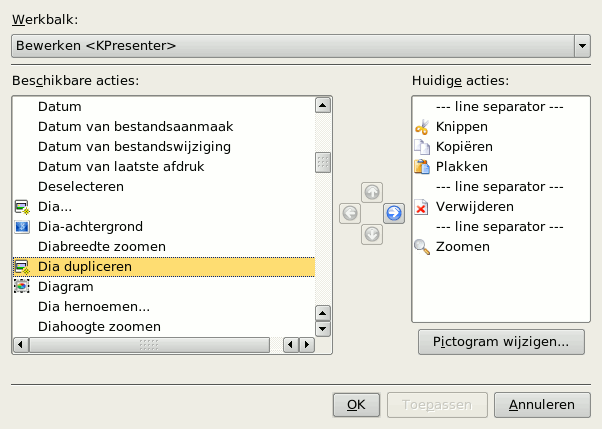 Werkbalk:
Bewerken <KPresenter>
Beschikbare acties:
Datum
Datum van bestandsaanmaak
Datum van bestandswijziging
Datum van laatste afdruk
Deselecteren
Dia...
Dia-achtergrond
Diabreedte zoomen
Dia dupliceren
Diagram
Dia hernoemen...
Diahoogte zoomen
Huidige acties:
--- line separator ---
Knippen
Kopiëren
Plakken
--- line separator ---
Verwijderen
--- line separator ---
Zoomen
Pictogram wijzigen...
OK
Toepassen
Annuleren